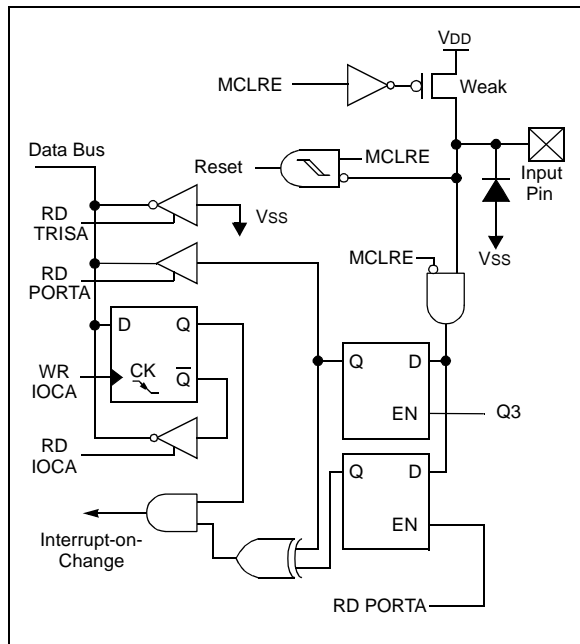 VDD
MCLRE
Weak
Data Bus
Reset
MCLRE
Input
Pin
RD
TRISA
VSS
VSS
RD
PORTA
MCLRE
D
Q
Q
D
WR
IOCA
CK
Q
EN
Q3
RD
IOCA
Q
D
EN
Interrupt-on-
Change
RD PORTA